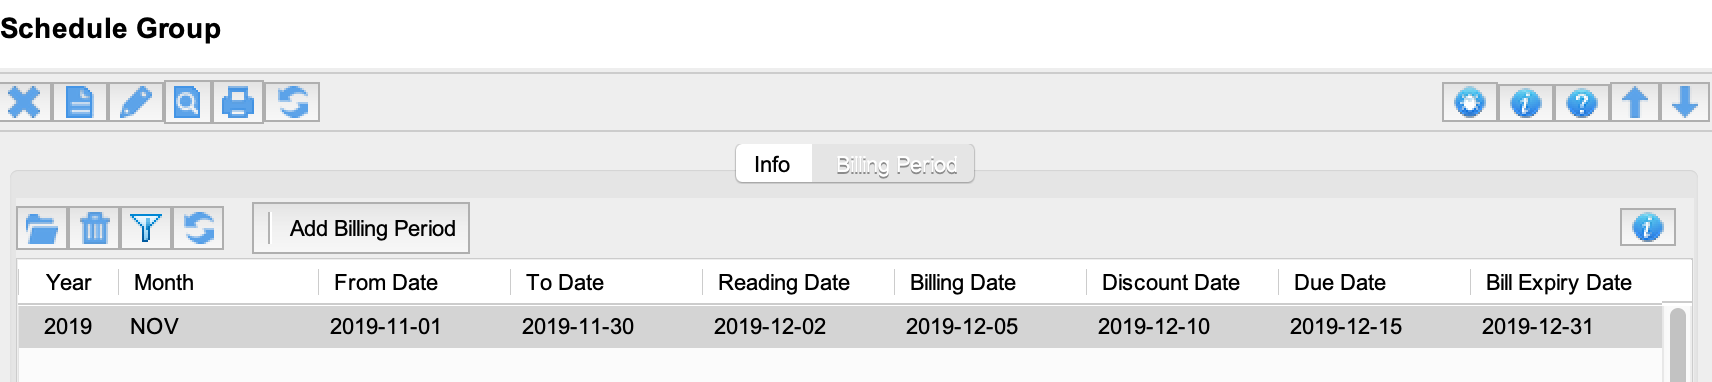 Schedule Group
Info Billing Period
Add Billing Period
Year Month From Date To Date Reading Date Billing Date Discount Date Due Date Bill Expiry Date
2019 NOV 2019-11-01 2019-11-30 2019-12-02 2019-12-05 2019-12-10 2019-12-15 2019-12-31